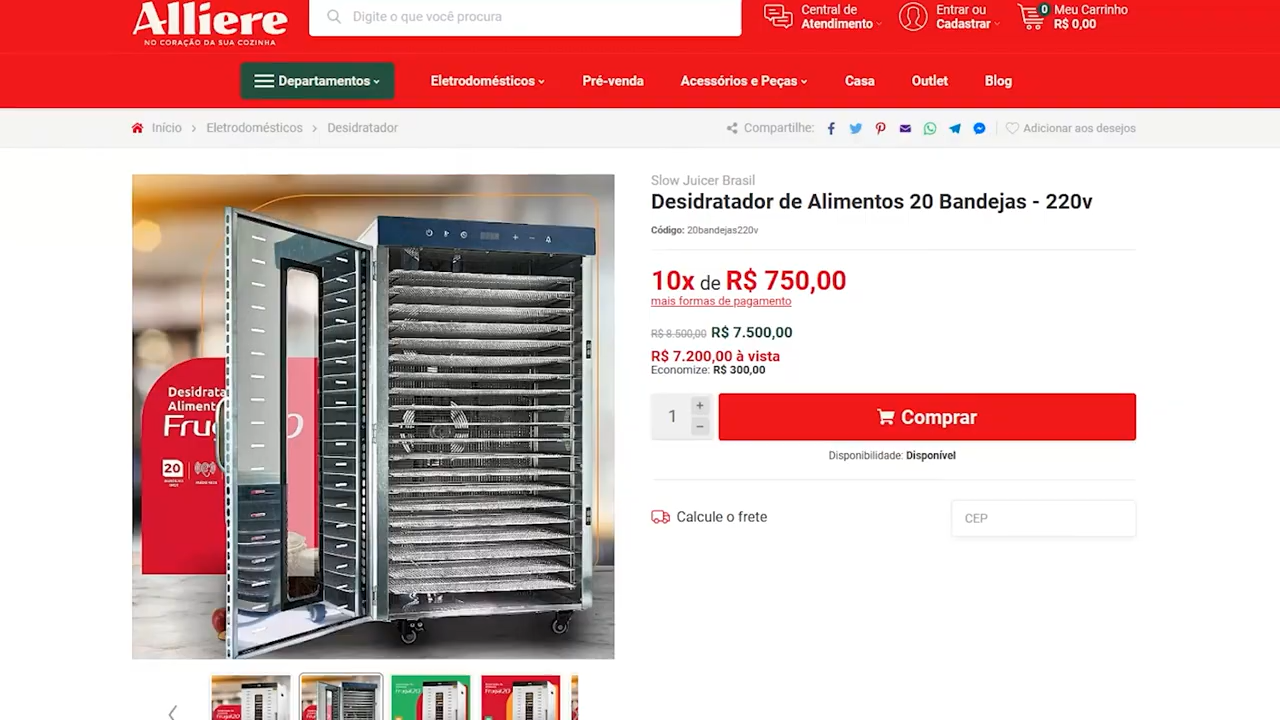 Alliere
NO CORAÇÃO DA SUA COZINHA
Digite o que você procura
Central de
Atendimento
Entrar ou
Cadastrar
0
Meu Carrinho
R$ 0,00
Departamentos
Eletrodomésticos
Pré-venda
Acessórios e Peças
Casa
Outlet
Blog
Início > Eletrodomésticos > Desidratador
Compartilhe:
Adicionar aos desejos
Slow Juicer Brasil
Desidratador de Alimentos 20 Bandejas - 220v
Código: 20bandejas220v
10x de R$ 750,00
mais formas de pagamento
R$ 8.500,00 R$ 7.500,00
R$ 7.200,00 à vista
Economize: R$ 300,00
1
+
−
Comprar
Disponibilidade: Disponível
Calcule o frete
CEP
20